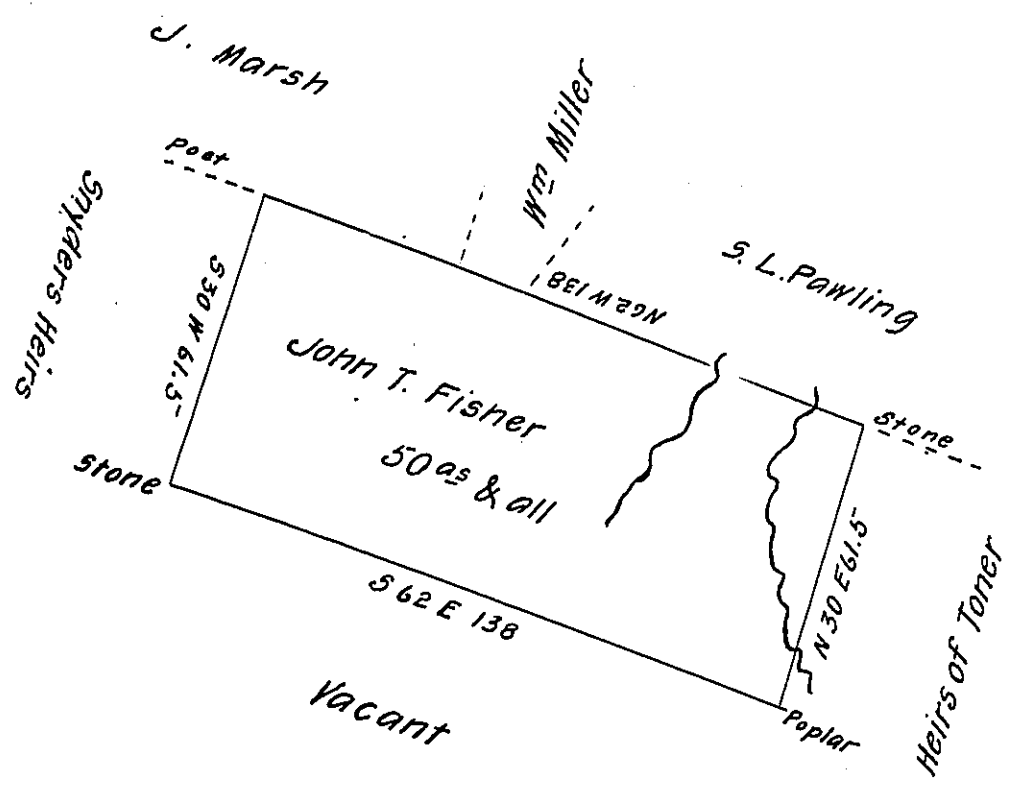 J. Marsh
Wm Miller
Post
Snyders Heirs
S. L. Pawling
S 30 W 61.5
N 62 W 138
John T. Fisher
50 as & all
Stone
Stone
S 62 E 138
N 30 E 61.5
Heirs of Toner
Vacant
Poplar